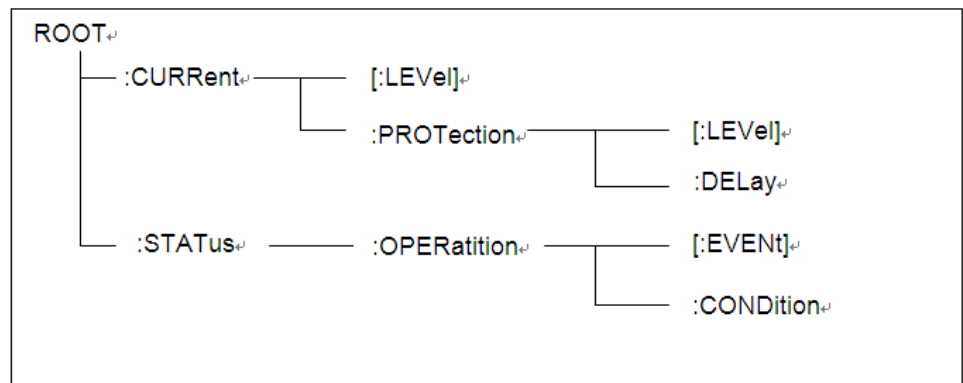 ROOT↵
:CURRent↵ [:LEVel]↵
:PROTection↵ [:LEVel]↵
:DELay↵
:STATus↵ :OPERatition↵ [:EVENt]↵
:CONDition↵